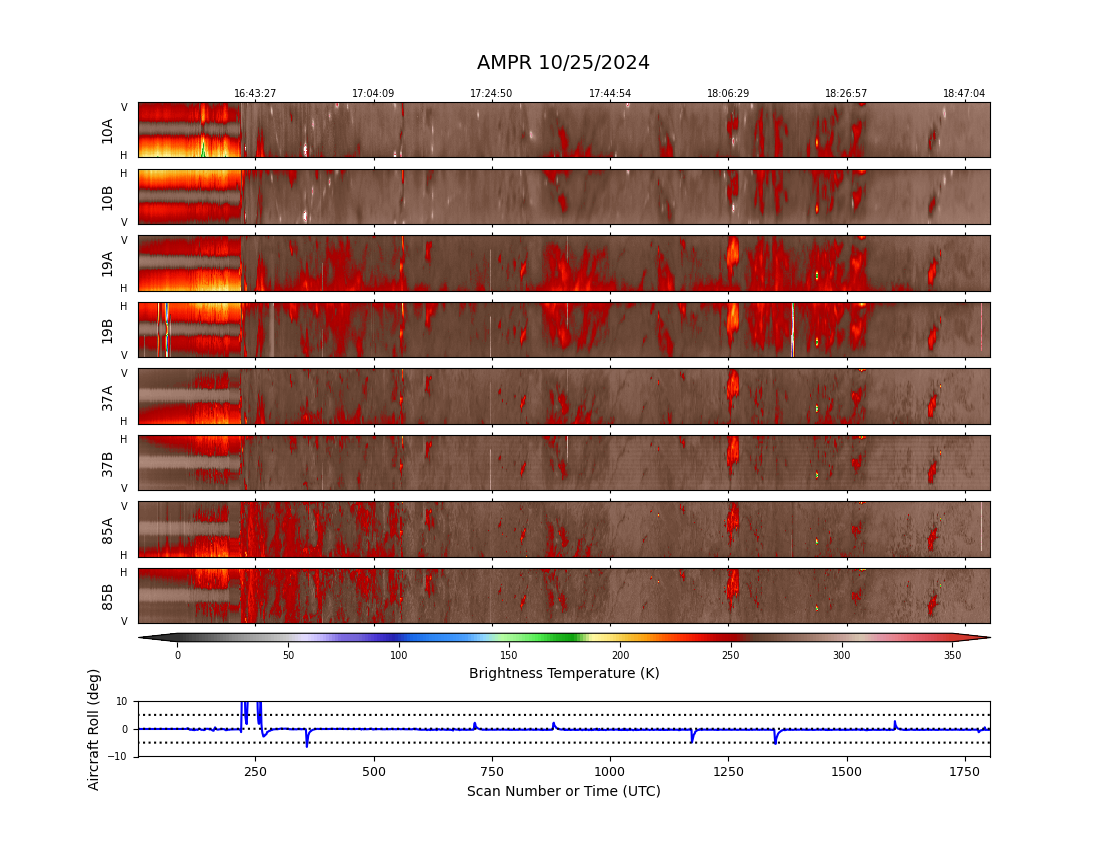 AMPR 10/25/2024
16:43:27 17:04:09 17:24:50 17:44:54 18:06:29 18:26:57 18:47:04
V
10A
H
H
10B
V
V
19A
H
H
19B
V
V
37A
H
H
37B
V
V
85A
H
H
85B
V
0 50 100 150 200 250 300 350
Brightness Temperature (K)
Aircraft Roll (deg)
10
0
−10
250 500 750 1000 1250 1500 1750
Scan Number or Time (UTC)